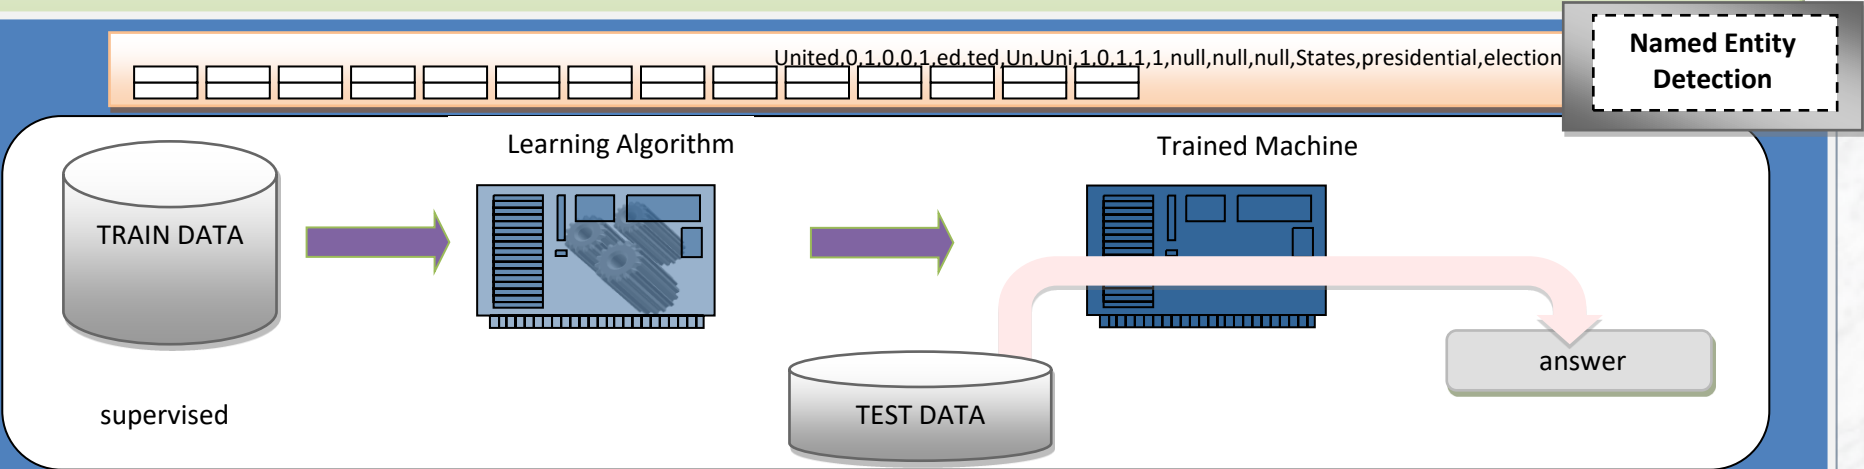 United,0,1,0,0,1,ed,ted,Un,Uni,1,0,1,1,1,null,null,null,States,presidential,election
Named Entity
Detection
Learning Algorithm
Trained Machine
TRAIN DATA
answer
supervised
TEST DATA